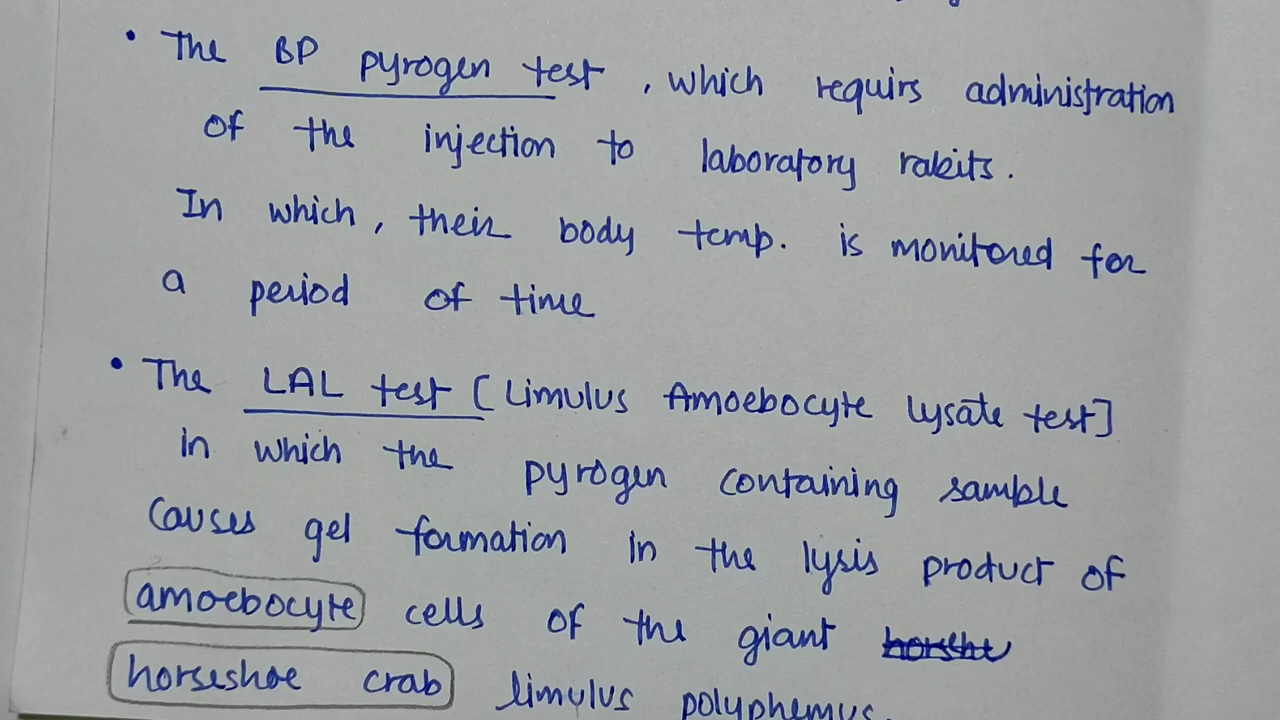 • The BP pyrogen test, which requirs administration
of the injection to laboratory rabits.
In which, their body temp. is monitored for
a period of time
• The LAL test [Limulus Amoebocyte lysate test]
in which the pyrogen containing samble
causes gel formation in the lysis product of
amoebocyte cells of the giant
horseshoe crab limulus polyphemus.